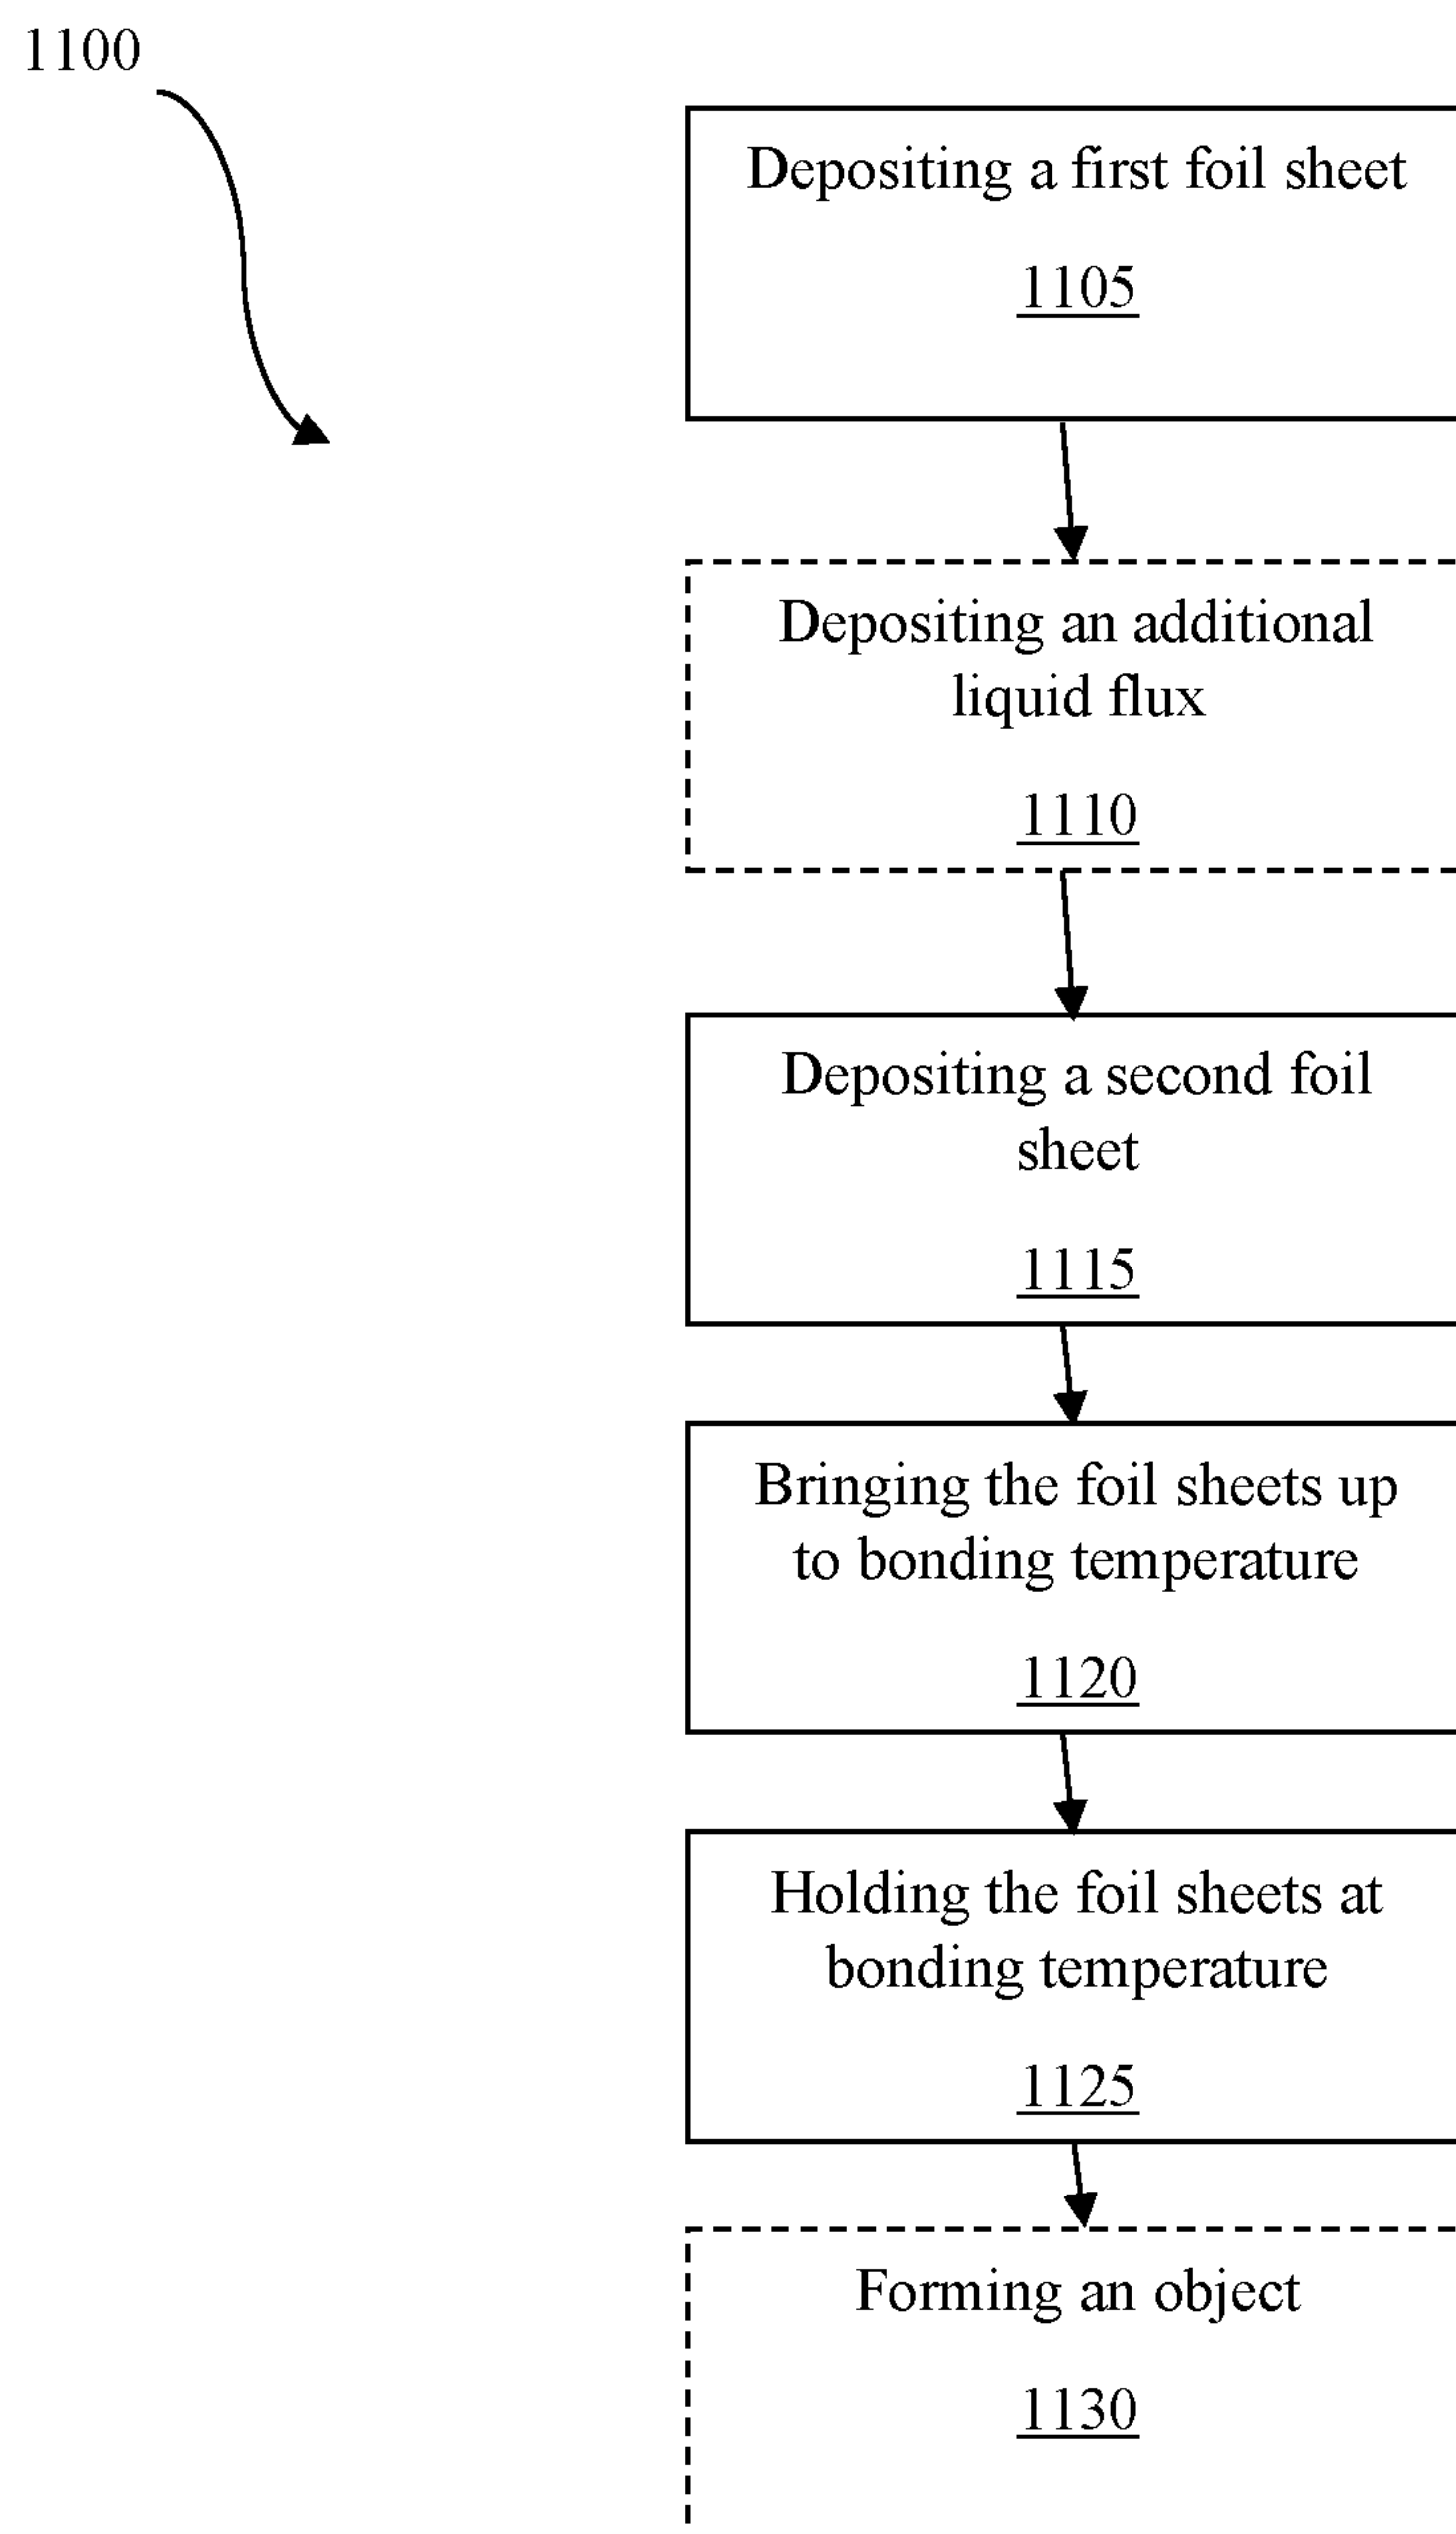 1100
Depositing a first foil sheet
1105
Depositing an additional
liquid flux
1110
Depositing a second foil
sheet
1115
Bringing the foil sheets up
to bonding temperature
1120
Holding the foil sheets at
bonding temperature
1125
Forming an object
1130